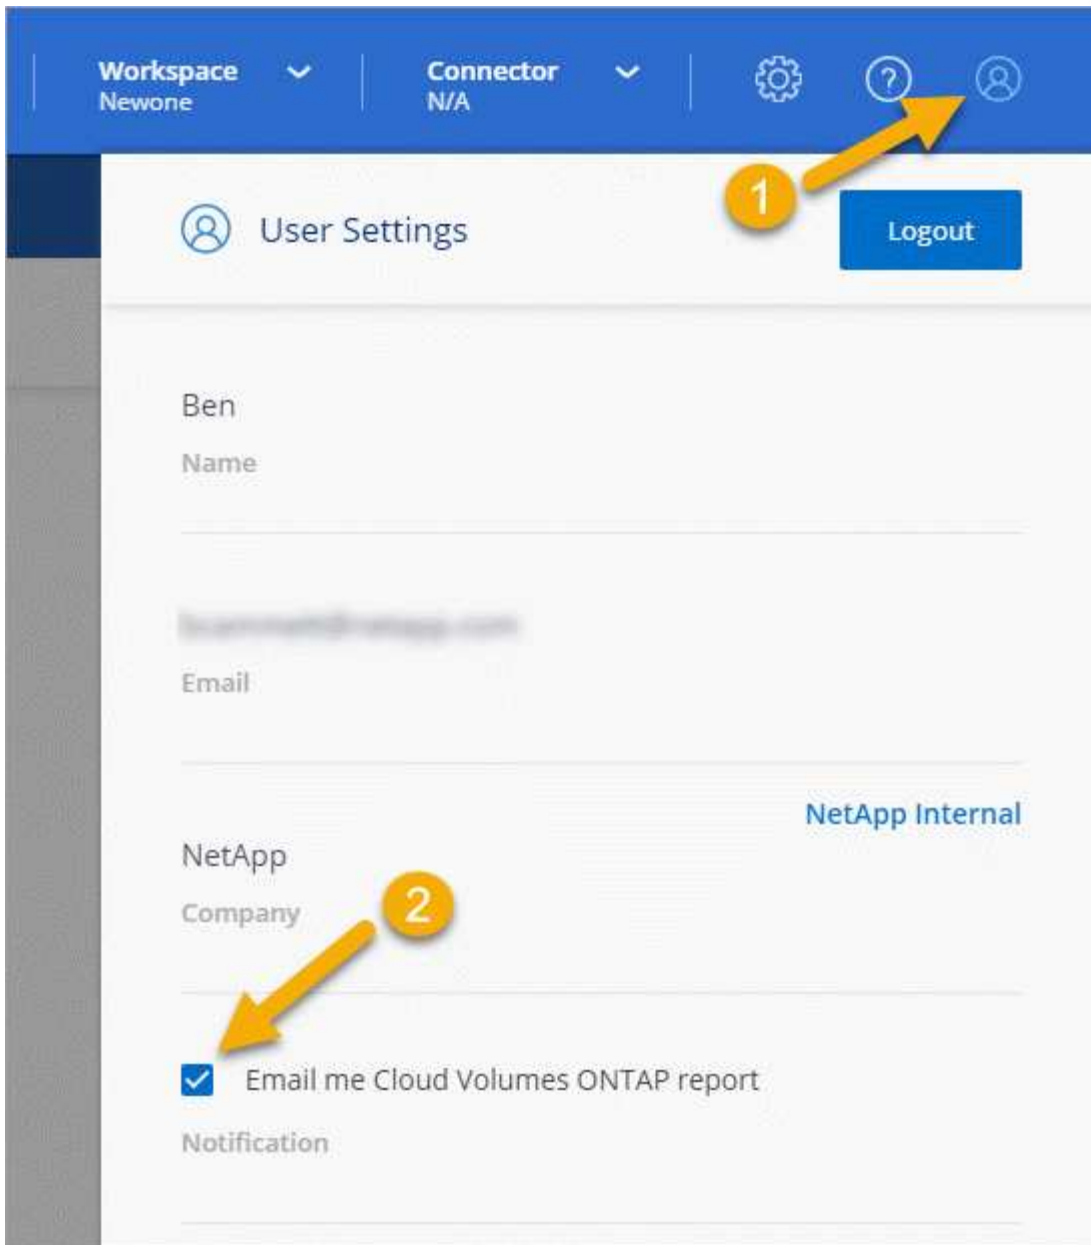 Workspace
Newone
Connector
N/A
?
1
User Settings
Logout
Ben
Name
Email
NetApp Internal
NetApp
Company
2
Email me Cloud Volumes ONTAP report
Notification